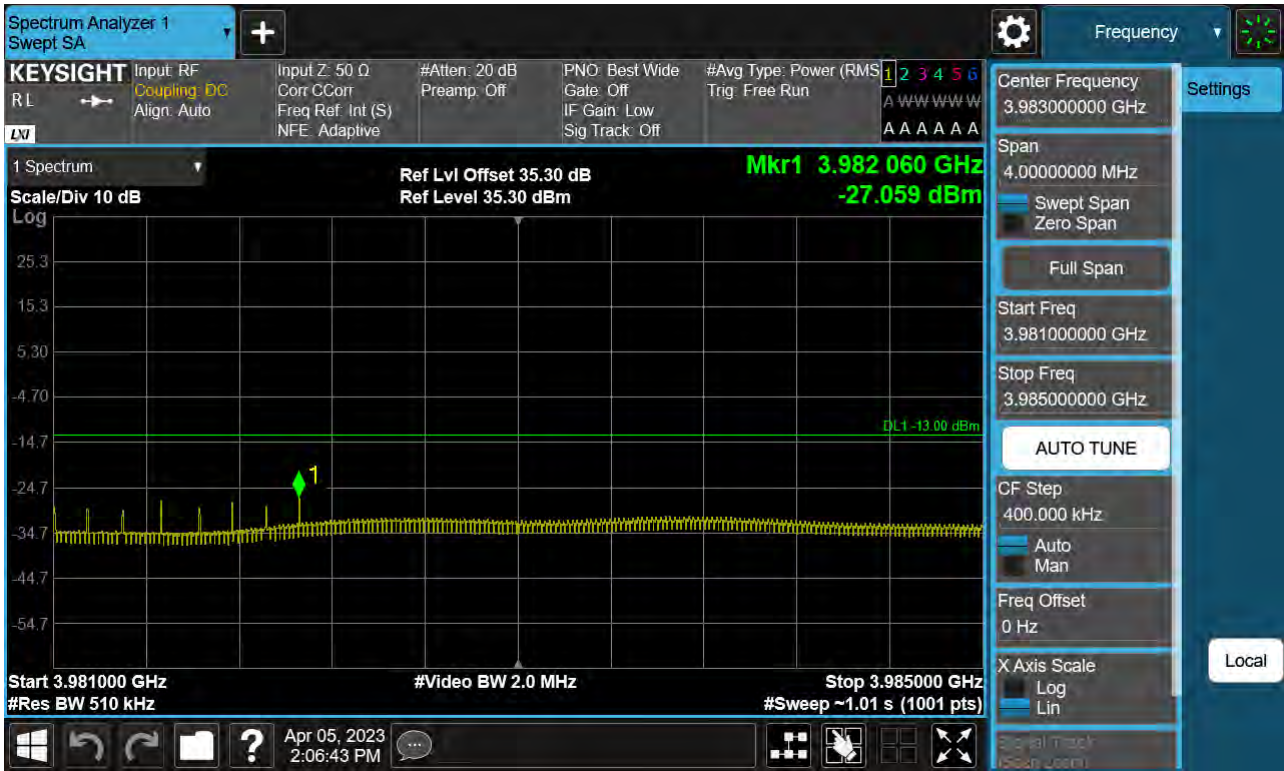 Spectrum Analyzer 1
Swept SA
+
Frequency
KEYSIGHT
RL
LXI
Input: RF
Coupling: DC
Align: Auto
Input Z: 50 Ω
Corr CCorr
Freq Ref: Int (S)
NFE: Adaptive
#Atten: 20 dB
Preamp: Off
PNO: Best Wide
Gate: Off
IF Gain: Low
Sig Track: Off
#Avg Type: Power (RMS
Trig: Free Run
1 2 3 4 5 6
A W W W W W
A A A A A A
1 Spectrum
Scale/Div 10 dB
Log
Ref Lvl Offset 35.30 dB
Ref Level 35.30 dBm
Mkr1 3.982 060 GHz
-27.059 dBm
25.3
15.3
5.30
-4.70
DL1 -13.00 dBm
-14.7
1
-24.7
-34.7
-44.7
-54.7
Start 3.981000 GHz
#Res BW 510 kHz
#Video BW 2.0 MHz
Stop 3.985000 GHz
#Sweep ~1.01 s (1001 pts)
Center Frequency
3.983000000 GHz
Span
4.00000000 MHz
Swept Span
Zero Span
Full Span
Start Freq
3.981000000 GHz
Stop Freq
3.985000000 GHz
AUTO TUNE
CF Step
400.000 kHz
Auto
Man
Freq Offset
0 Hz
X Axis Scale
Log
Lin
Signal Track
(Span Zoom)
Settings
Local
?
Apr 05, 2023
2:06:43 PM